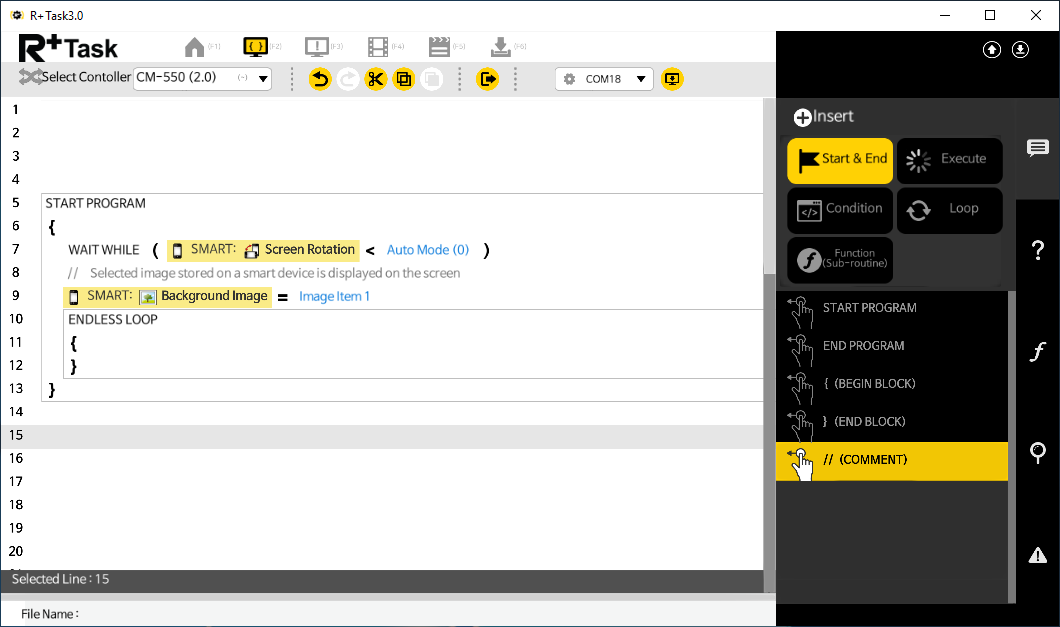 R+ Task3.0
R+ Task
(F1)
(F2)
(F3)
(F4)
(F5)
(F6)
Select Contoller
CM-550 (2.0)
(-)
COM18
1
2
3
4
5 START PROGRAM
6 {
7 WAIT WHILE ( SMART: Screen Rotation < Auto Mode (0) )
8 // Selected image stored on a smart device is displayed on the screen
9 SMART: Background Image = Image Item 1
10 ENDLESS LOOP
11 {
12 }
13 }
14
15
16
17
18
19
20
Selected Line : 15
File Name :
Insert
Start & End
Execute
Condition
Loop
Function
(Sub-routine)
START PROGRAM
END PROGRAM
{ (BEGIN BLOCK)
} (END BLOCK)
// (COMMENT)